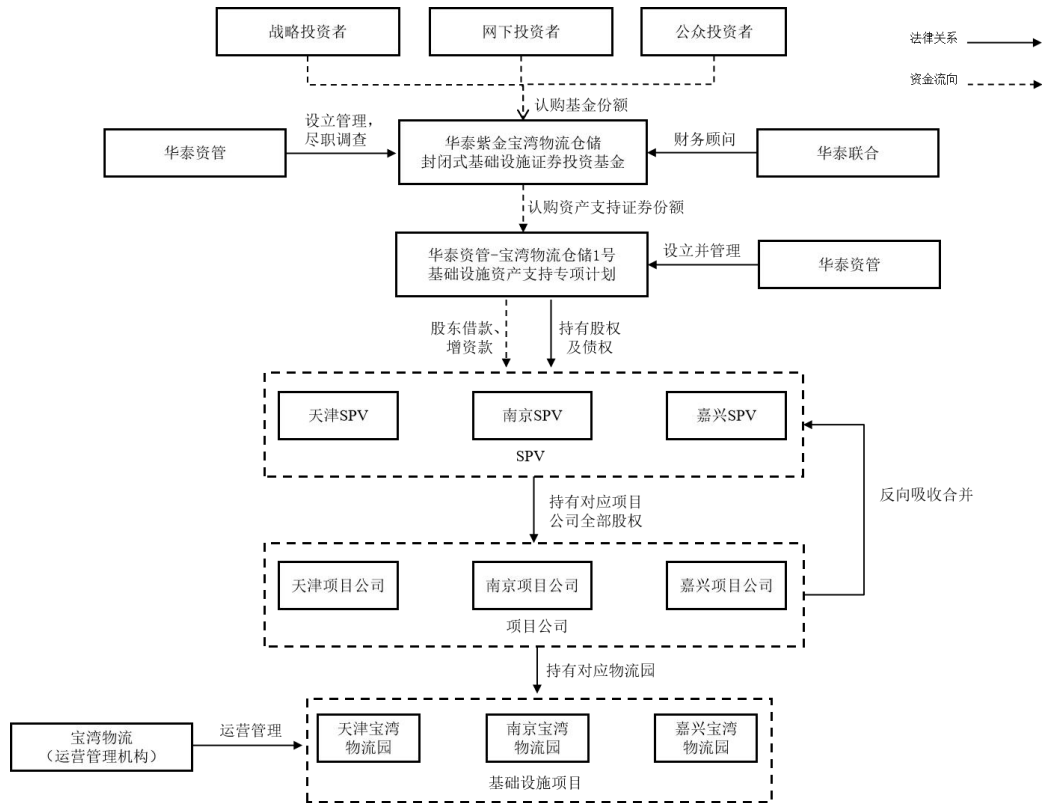 战略投资者
网下投资者
公众投资者
法律关系
资金流向
认购基金份额
设立管理，
尽职调查
华泰资管
华泰紫金宝湾物流仓储
封闭式基础设施证券投资基金
财务顾问
华泰联合
认购资产支持证券份额
华泰资管-宝湾物流仓储1号
基础设施资产支持专项计划
设立并管理
华泰资管
股东借款、
增资款
持有股权
及债权
天津SPV
南京SPV
嘉兴SPV
SPV
反向吸收合并
持有对应项目
公司全部股权
天津项目公司
南京项目公司
嘉兴项目公司
项目公司
持有对应物流园
宝湾物流
（运营管理机构）
运营管理
天津宝湾
物流园
南京宝湾
物流园
嘉兴宝湾
物流园
基础设施项目